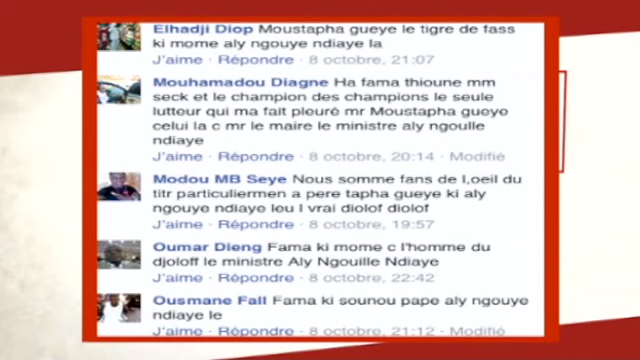 Elhadji Diop Moustapha gueye le tigre de fass
ki mome aly ngouye ndiaye la
J'aime · Répondre · 8 octobre, 21:07
Mouhamadou Diagne Ha fama thioune mm
seck et le champion des champions le seule
lutteur qui ma fait pleuré mr Moustapha gueye
celui la c mr le maire le ministre aly ngoulle
ndiaye
J'aime · Répondre · 8 octobre, 20:14 · Modifié
Modou MB Seye Nous somme fans de l,oeil du
titr particuliermen a pere tapha gueye ki aly
ngouye ndiaye leu l vrai diolof diolof
J'aime · Répondre · 8 octobre, 19:57
Oumar Dieng Fama ki mome c l'homme du
djoloff le ministre Aly Ngouille Ndiaye
J'aime · Répondre · 8 octobre, 22:42
Ousmane Fall Fama ki sounou pape aly ngouye
ndiaye le
J'aime · Répondre · 8 octobre, 21:12 · Modifié